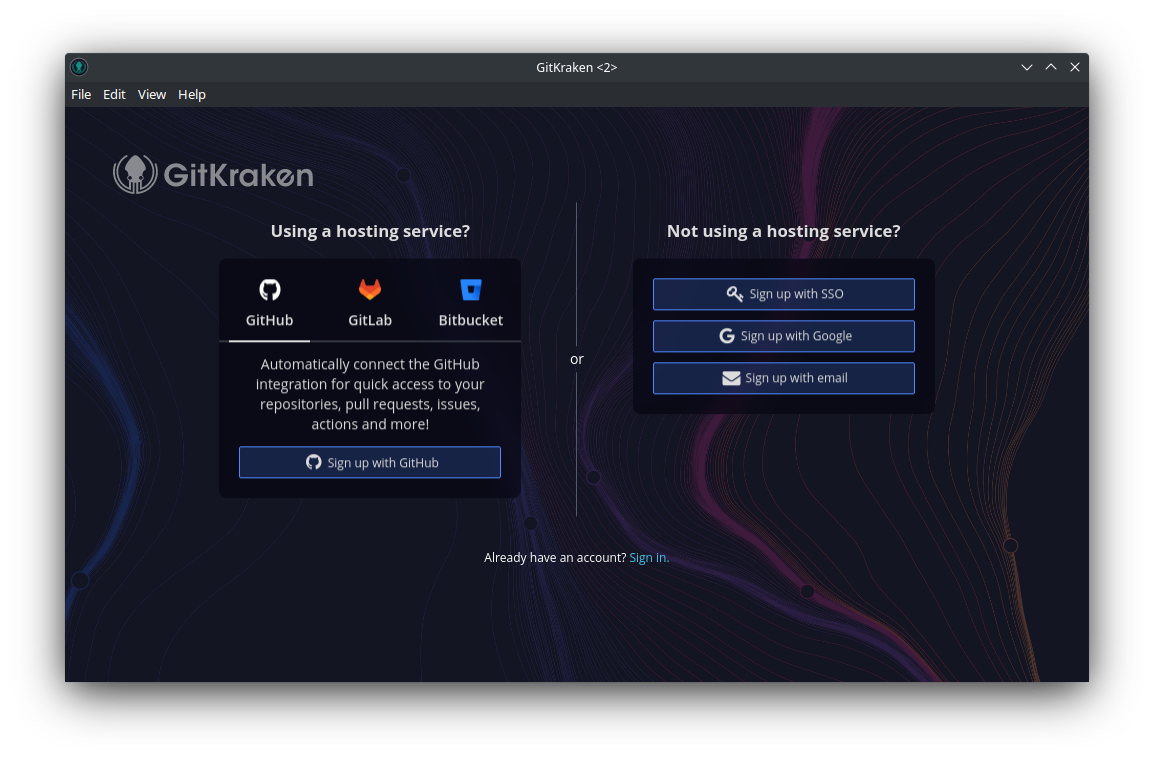 GitKraken <2>
File Edit View Help
GitKraken
Using a hosting service?
GitHub GitLab Bitbucket
Automatically connect the GitHub
integration for quick access to your
repositories, pull requests, issues,
actions and more!
Sign up with GitHub
or
Not using a hosting service?
Sign up with SSO
Sign up with Google
Sign up with email
Already have an account? Sign in.